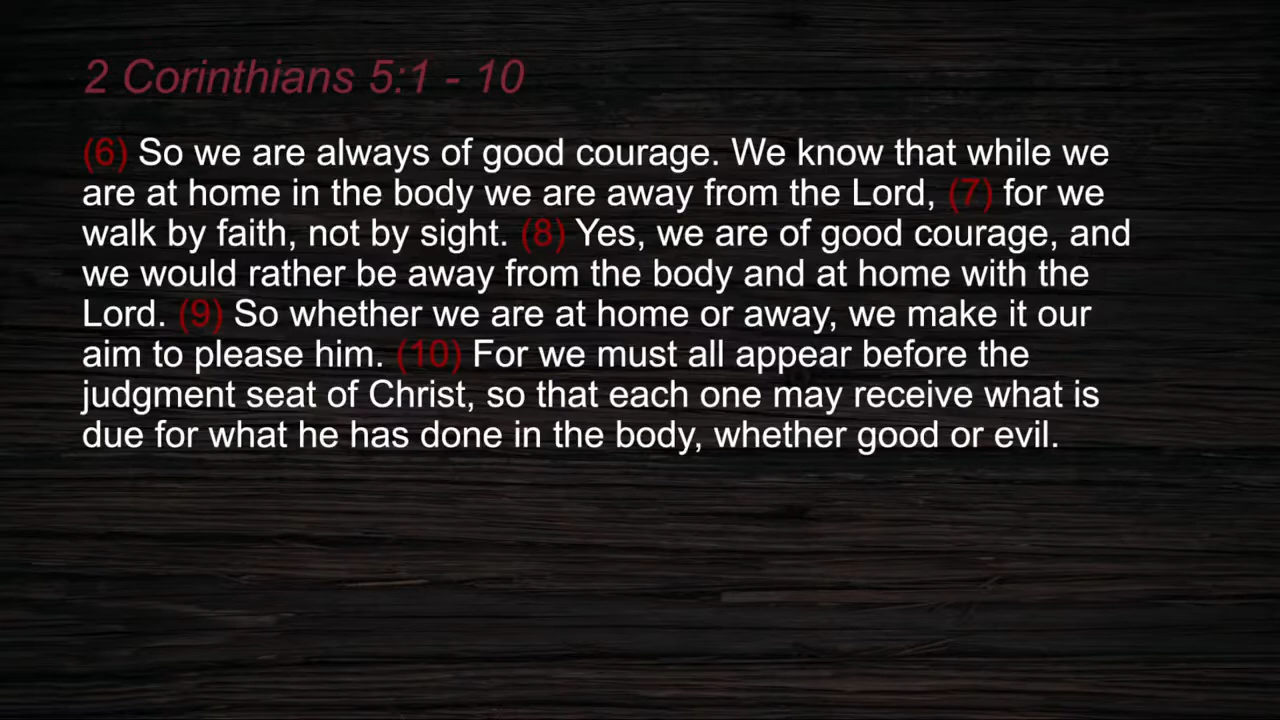 2 Corinthians 5:1 - 10
(6) So we are always of good courage. We know that while we
are at home in the body we are away from the Lord, (7) for we
walk by faith, not by sight. (8) Yes, we are of good courage, and
we would rather be away from the body and at home with the
Lord. (9) So whether we are at home or away, we make it our
aim to please him. (10) For we must all appear before the
judgment seat of Christ, so that each one may receive what is
due for what he has done in the body, whether good or evil.